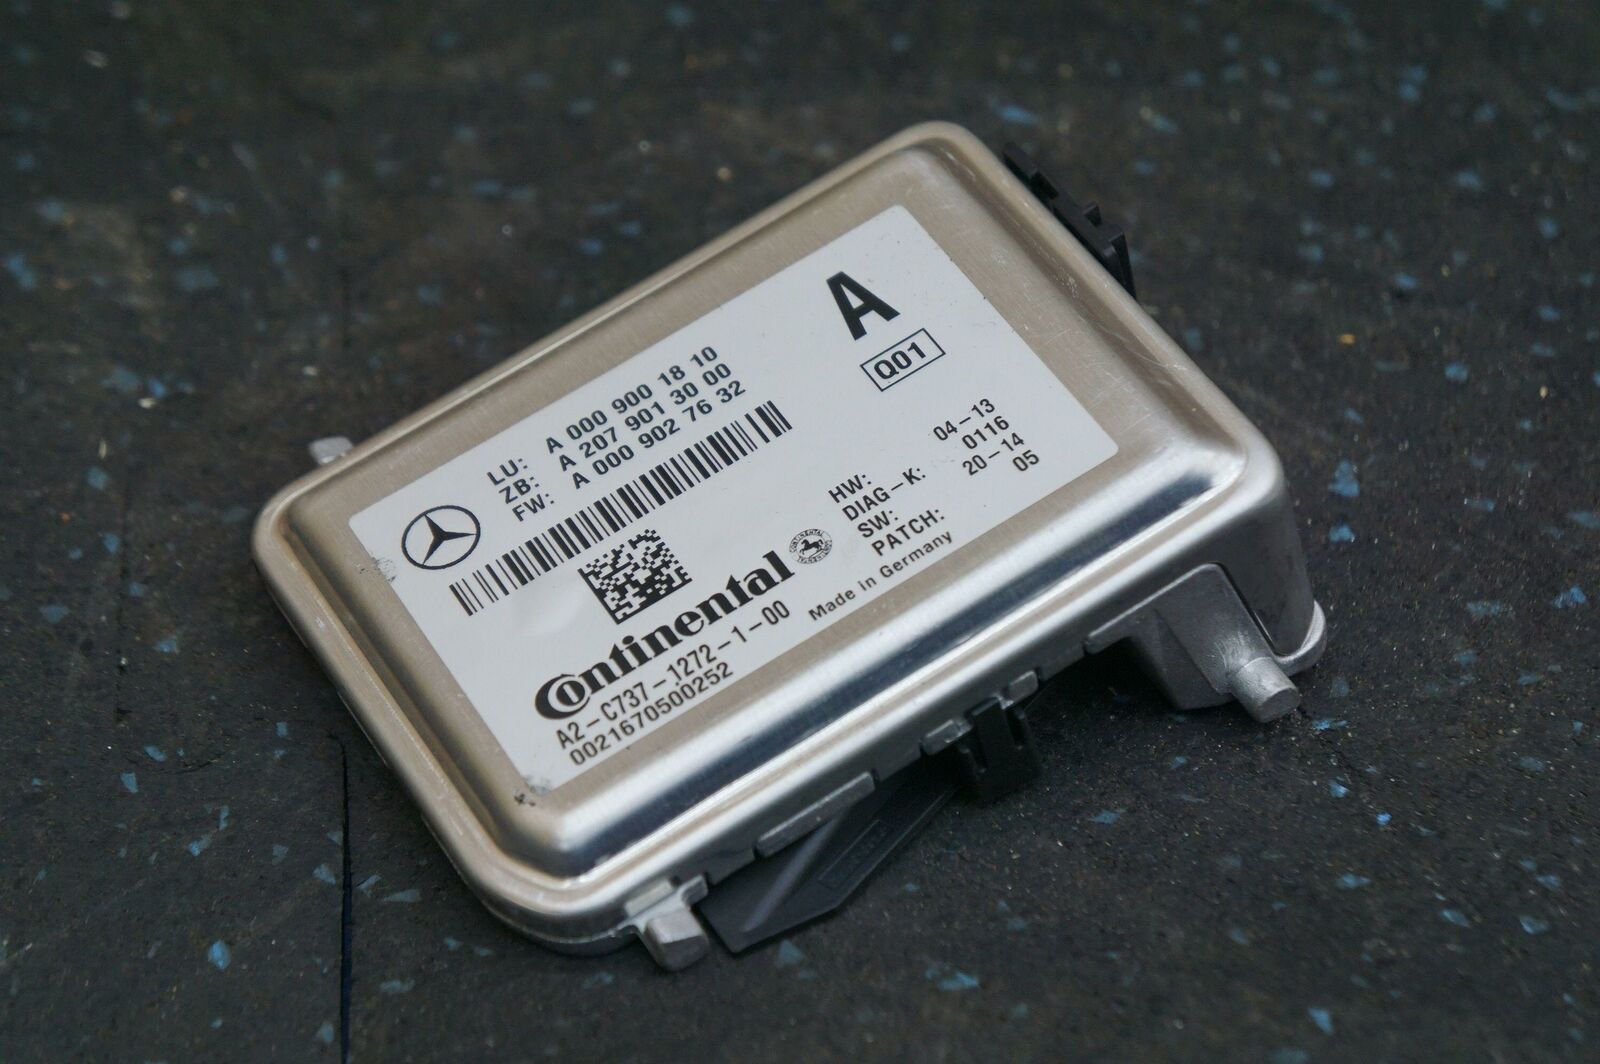 A
Q01
LU: A 000 900 18 10
ZB: A 207 901 30 00
FW: A 000 902 76 32
HW: 04-13
DIAG-K: 0116
SW: 20-14
PATCH: 05
Continental
CONTINENTAL
Made in Germany
A2-C737-1272-1-00
0021670500252